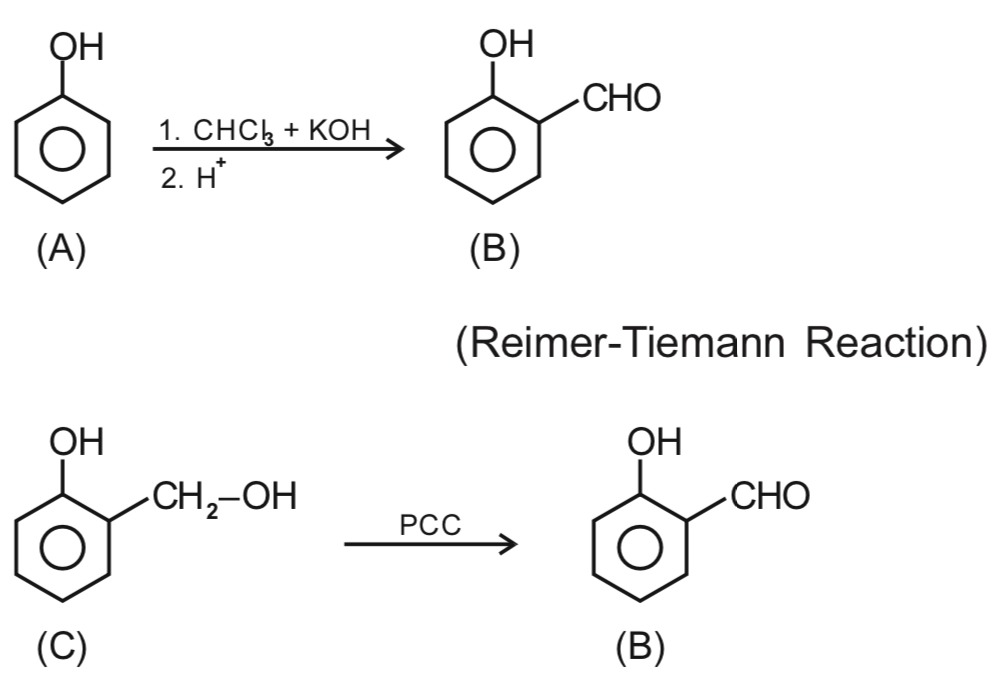 OH
OH
CHO
1. CHCl3 + KOH
2. H+
(A)
(B)
(Reimer-Tiemann Reaction)
OH
OH
CH2–OH
CHO
PCC
(C)
(B)